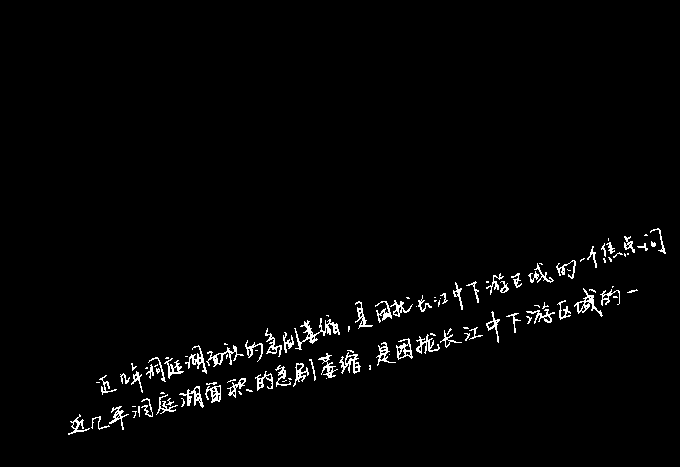 近几年洞庭湖面积的急剧萎缩，是困扰长江中下游区域的一个焦点问
近几年洞庭湖面积的急剧萎缩，是困扰长江中下游区域的一